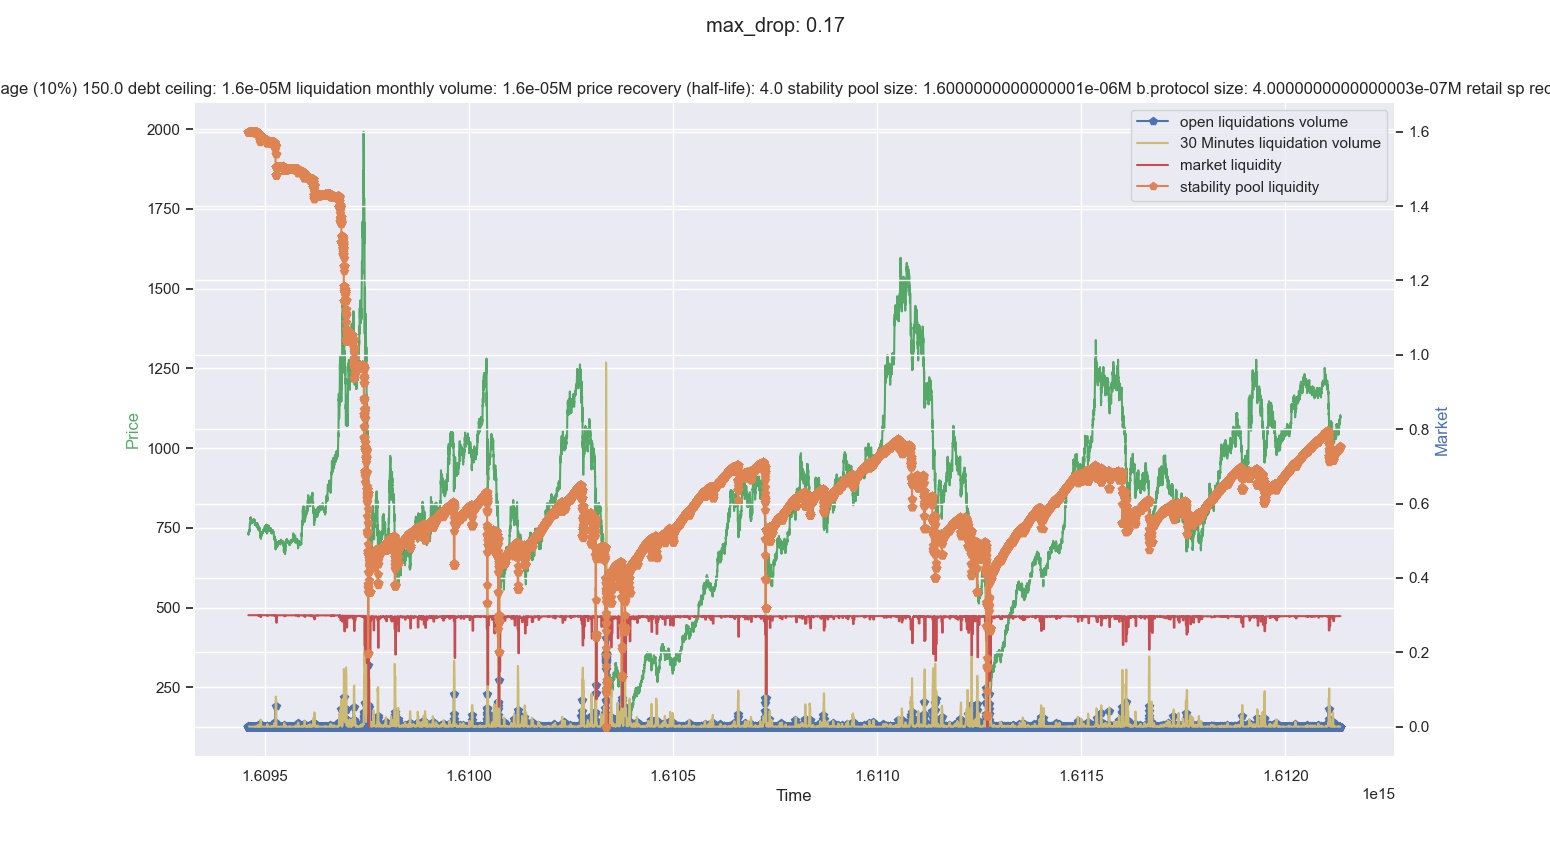 max_drop: 0.17
age (10%) 150.0 debt ceiling: 1.6e-05M liquidation monthly volume: 1.6e-05M price recovery (half-life): 4.0 stability pool size: 1.6000000000000001e-06M b.protocol size: 4.0000000000000003e-07M retail sp rec
open liquidations volume
30 Minutes liquidation volume
market liquidity
stability pool liquidity
2000
1750
1500
1250
1000
750
500
250
Price
1.6
1.4
1.2
1.0
0.8
0.6
0.4
0.2
0.0
Market
1.6095
1.6100
1.6105
1.6110
1.6115
1.6120
Time
1e15